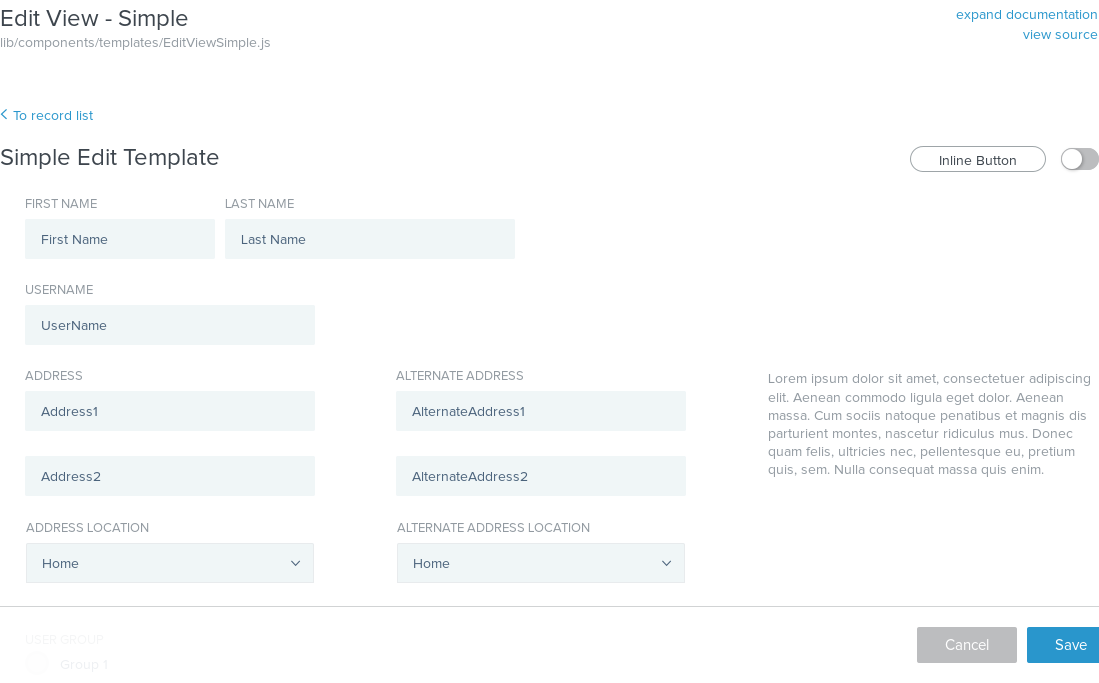 Edit View - Simple
expand documentation
lib/components/templates/EditViewSimple.js
view source
To record list
Simple Edit Template
Inline Button
FIRST NAME
LAST NAME
First Name
Last Name
USERNAME
UserName
ADDRESS
ALTERNATE ADDRESS
Address1
AlternateAddress1
Address2
AlternateAddress2
Lorem ipsum dolor sit amet, consectetuer adipiscing
elit. Aenean commodo ligula eget dolor. Aenean
massa. Cum sociis natoque penatibus et magnis dis
parturient montes, nascetur ridiculus mus. Donec
quam felis, ultricies nec, pellentesque eu, pretium
quis, sem. Nulla consequat massa quis enim.
ADDRESS LOCATION
ALTERNATE ADDRESS LOCATION
Home
Home
USER GROUP
Group 1
Cancel
Save